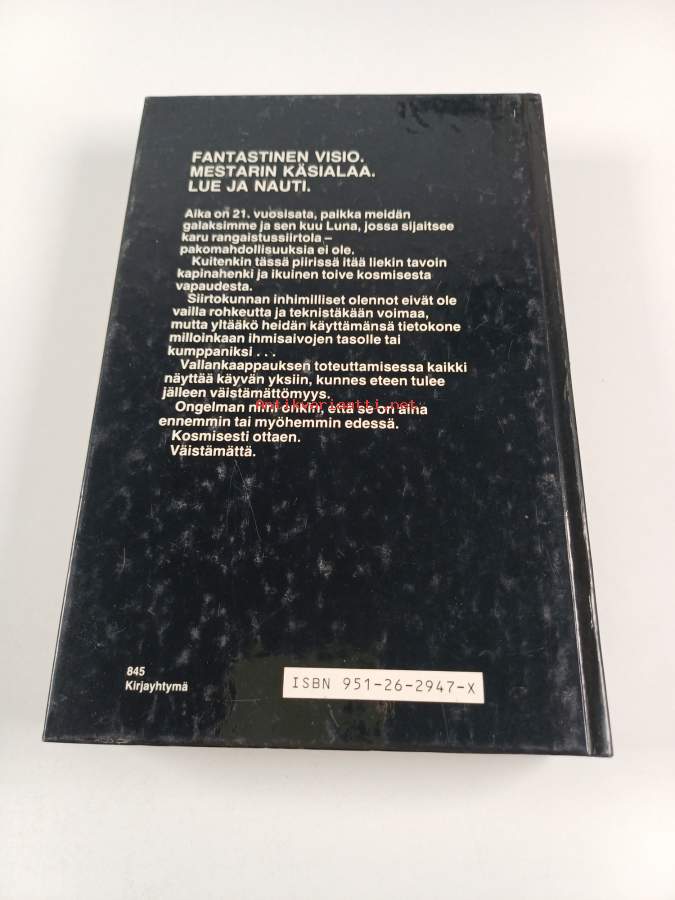 FANTASTINEN VISIO.
MESTARIN KÄSIALAA.
LUE JA NAUTI.
Aika on 21. vuosisata, paikka meidän
galaksimme ja sen kuu Luna, jossa sijaitsee
karu rangaistussiirtola –
pakomahdollisuuksia ei ole.
Kuitenkin tässä piirissä itää liekin tavoin
kapinahenki ja ikuinen toive kosmisesta
vapaudesta.
Siirtokunnan inhimilliset olennot eivät ole
vailla rohkeutta ja teknistäkään voimaa,
mutta yltääkö heidän käyttämänsä tietokone
milloinkaan ihmisaivojen tasolle tai
kumppaniksi . . .
Vallankaappauksen toteuttamisessa kaikki
näyttää käyvän yksiin, kunnes eteen tulee
jälleen väistämättömyys.
Antikvariaatti.net
Ongelman nimi onkin, että se on aina
ennemmin tai myöhemmin edessä.
Kosmisesti ottaen.
Väistämättä.
845
Kirjayhtymä
ISBN 951-26-2947-X